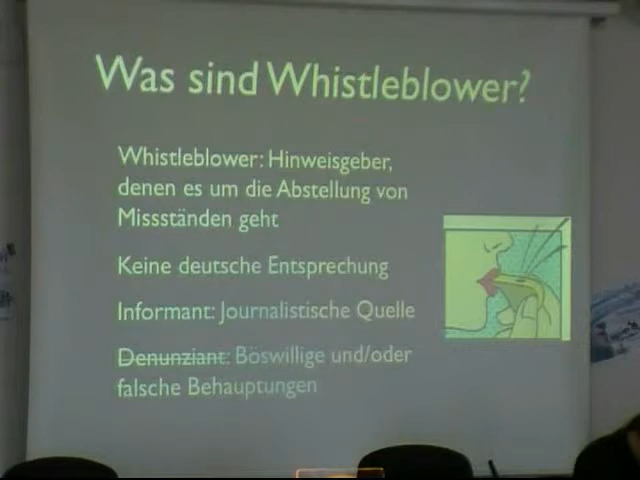 Was sind Whistleblower?
Whistleblower: Hinweisgeber,
denen es um die Abstellung von
Missständen geht
Keine deutsche Entsprechung
Informant: Journalistische Quelle
Denunziant: Böswillige und/oder
falsche Behauptungen